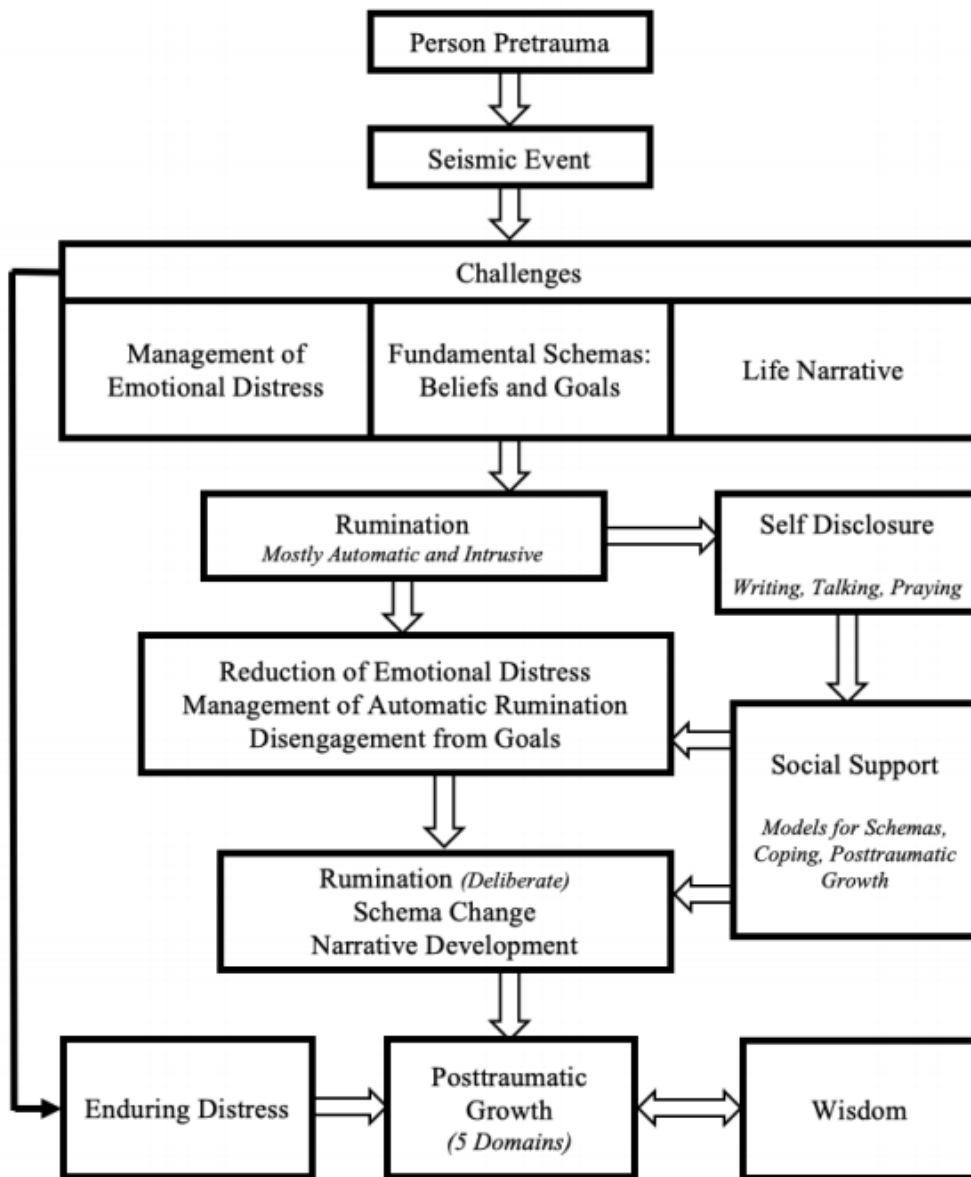 Person Pretrauma
Seismic Event
Challenges
Management of
Emotional Distress
Fundamental Schemas:
Beliefs and Goals
Life Narrative
Rumination
Mostly Automatic and Intrusive
Self Disclosure
Writing, Talking, Praying
Reduction of Emotional Distress
Management of Automatic Rumination
Disengagement from Goals
Social Support
Models for Schemas,
Coping, Posttraumatic
Growth
Rumination (Deliberate)
Schema Change
Narrative Development
Enduring Distress
Posttraumatic
Growth
(5 Domains)
Wisdom